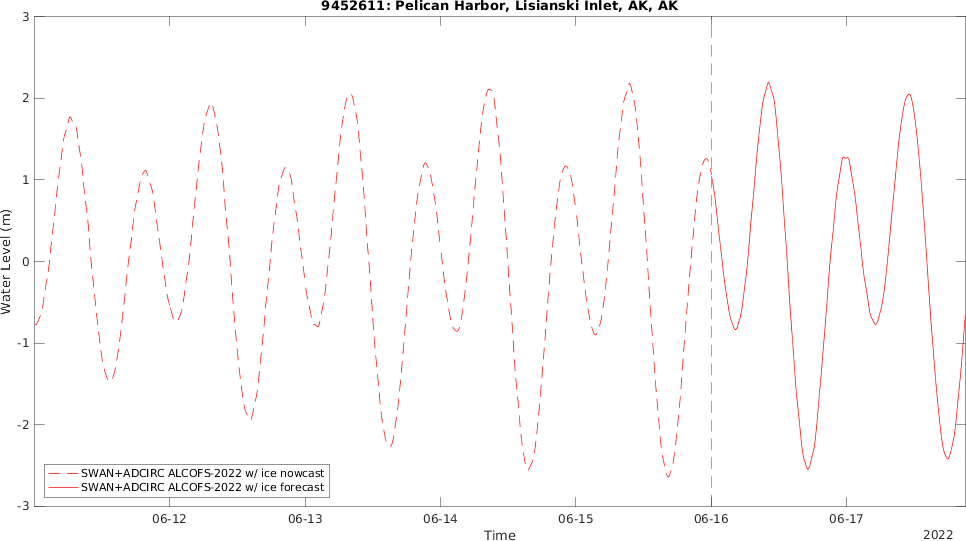 9452611: Pelican Harbor, Lisianski Inlet, AK, AK
3
2
1
0
-1
-2
-3
Water Level (m)
SWAN+ADCIRC ALCOFS-2022 w/ ice nowcast
SWAN+ADCIRC ALCOFS-2022 w/ ice forecast
06-12 06-13 06-14 06-15 06-16 06-17
Time
2022